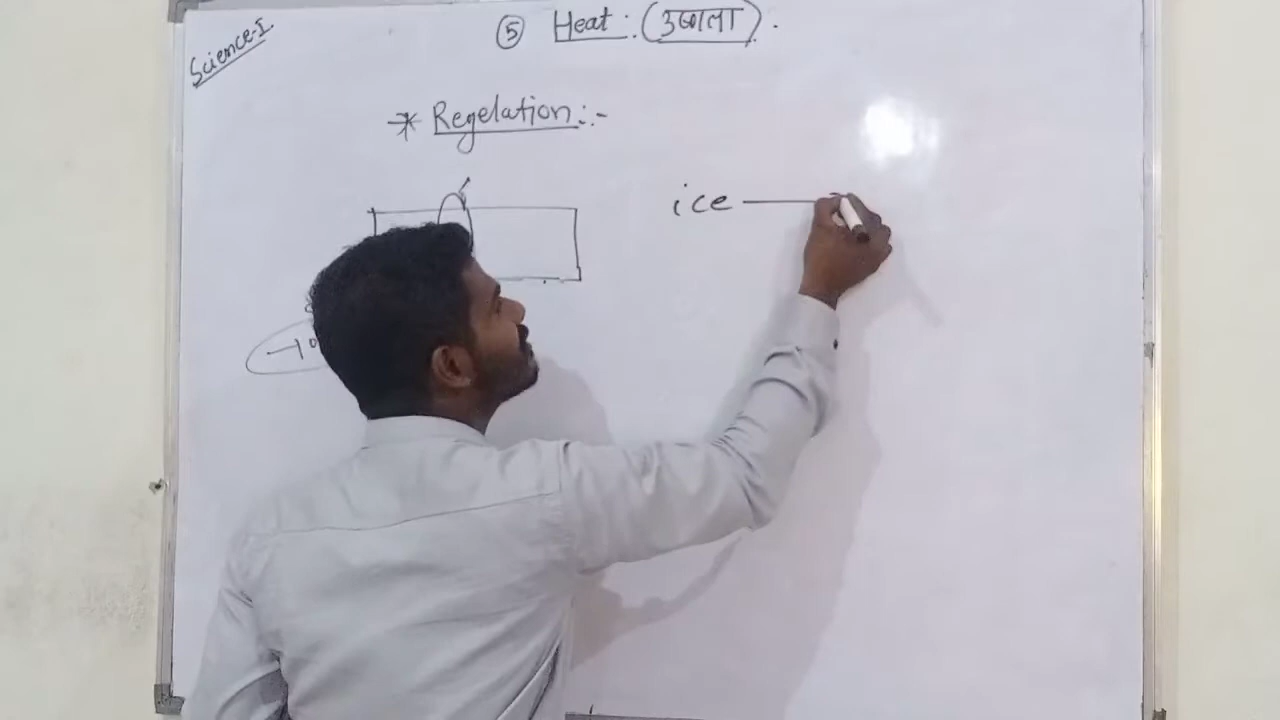 Science-I.
⑤ Heat : (उष्णता).
* Regelation :-
ice